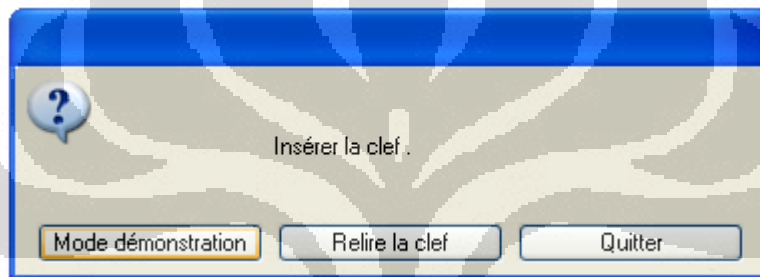 Insérer la clef .
Mode démonstration Relire la clef Quitter